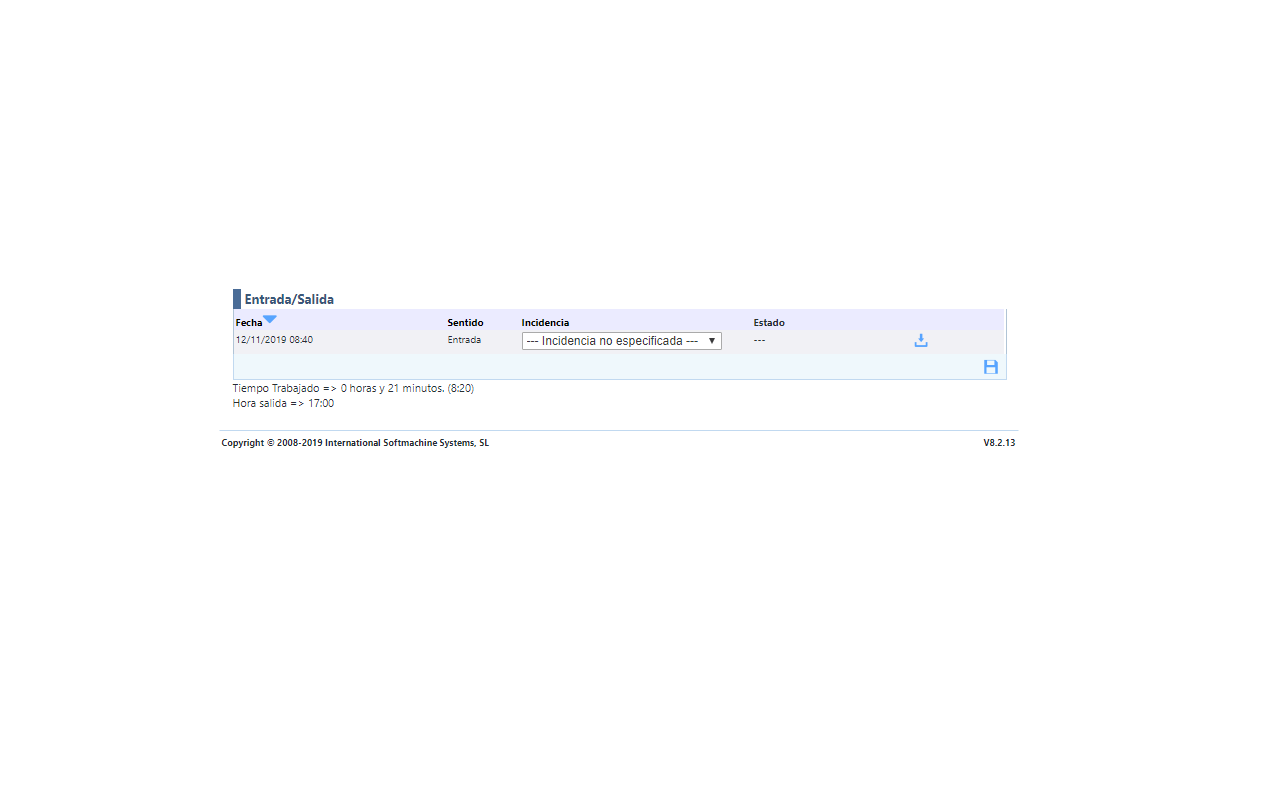 Entrada/Salida
Fecha Sentido Incidencia Estado
12/11/2019 08:40 Entrada --- Incidencia no especificada --- ---
Tiempo Trabajado => 0 horas y 21 minutos. (8:20)
Hora salida => 17:00
Copyright © 2008-2019 International Softmachine Systems, SL V8.2.13